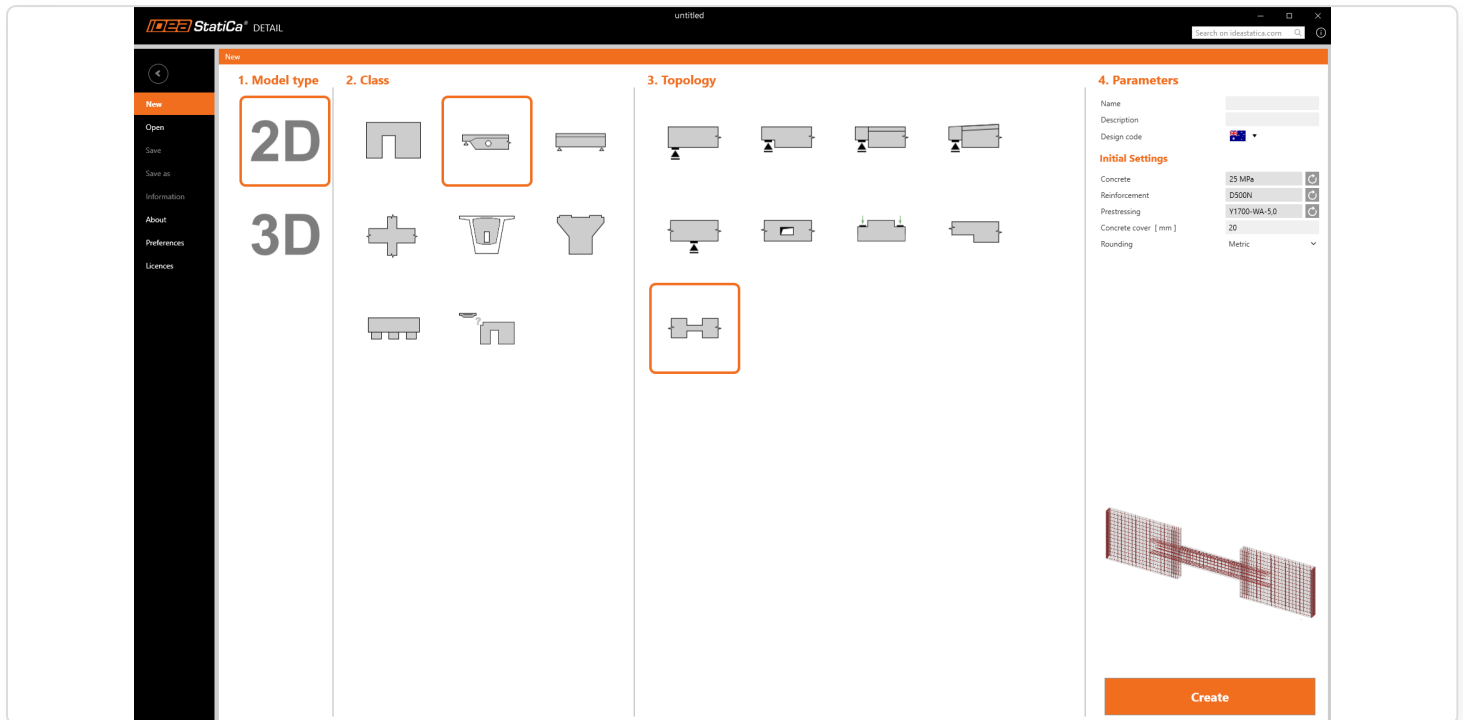 untitled
IDEA StatiCa® DETAIL
Search on ideastatica.com
New
Open
Save
Save as
Information
About
Preferences
Licences
New
1. Model type
2D
3D
2. Class
?
3. Topology
4. Parameters
Name
Description
Design code
Initial Settings
Concrete 25 MPa
Reinforcement D500N
Prestressing Y1700-WA-5,0
Concrete cover [ mm ] 20
Rounding Metric
Create